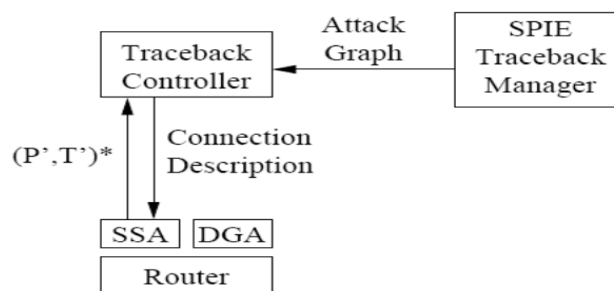 Traceback
Controller
Attack
Graph
SPIE
Traceback
Manager
(P’,T’)*
Connection
Description
SSA
DGA
Router